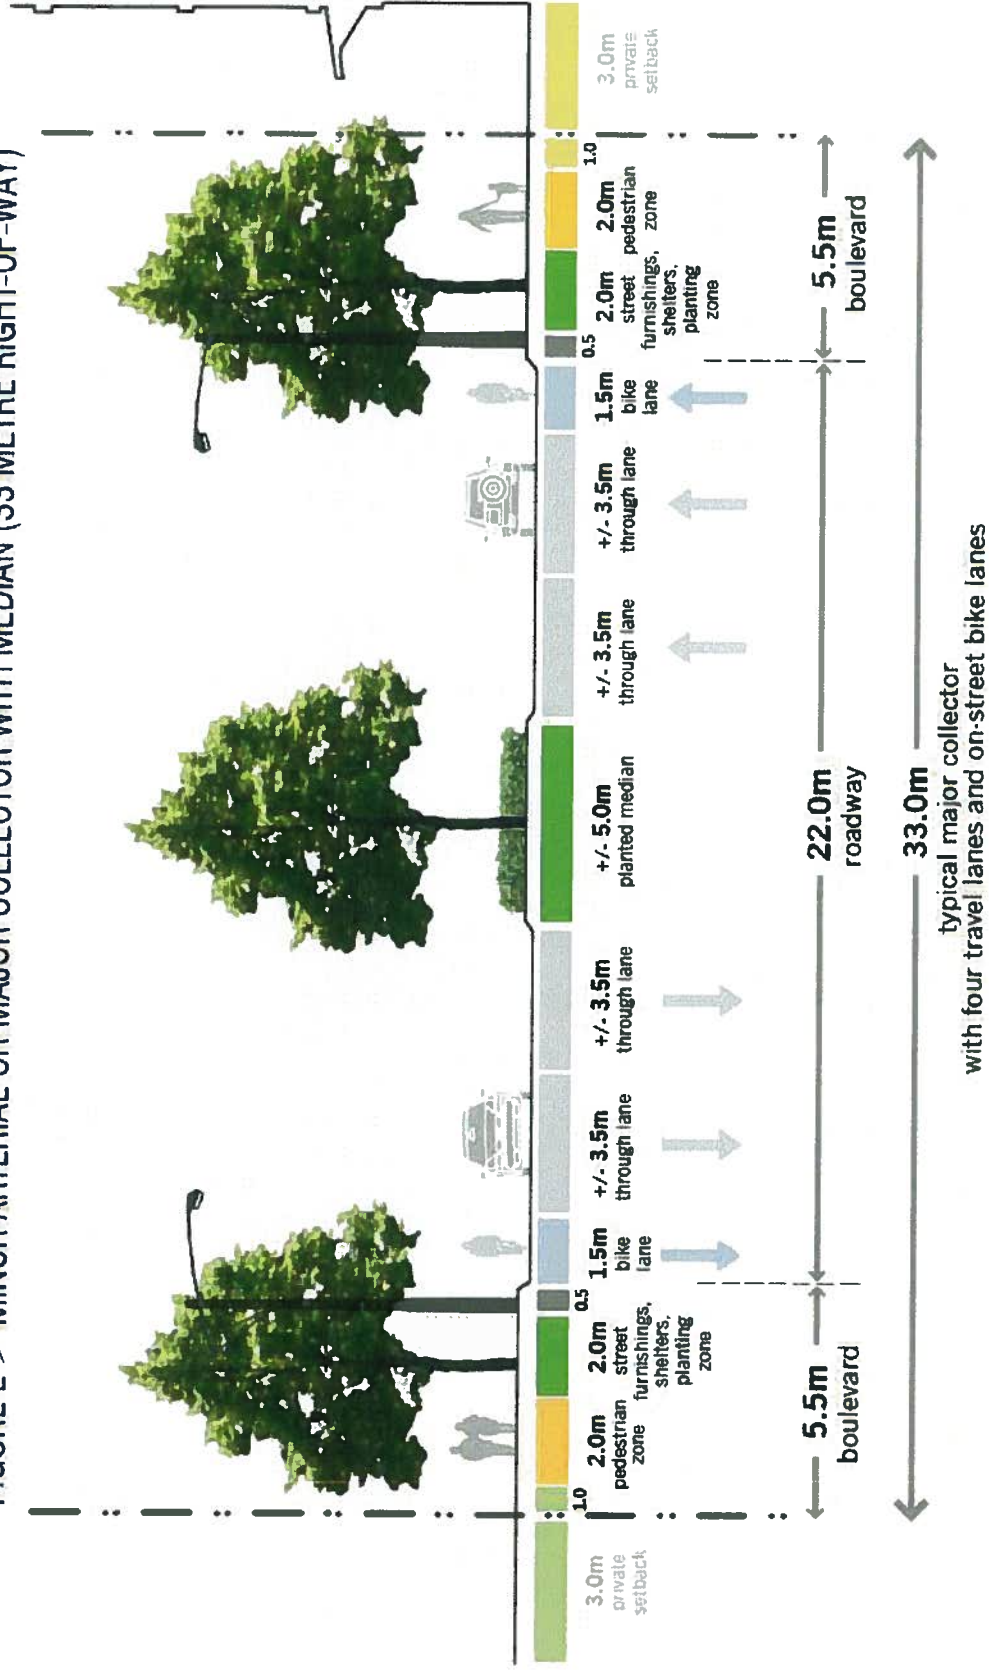 FIGURE 2 > MINOR ARTERIAL OR MAJOR COLLECTOR WITH MEDIAN (33 METRE RIGHT-OF-WAY)
3.0m
private
setback
1.0
2.0m
pedestrian
zone
2.0m
street
furnishings,
shelters,
planting
zone
0.5
1.5m
bike
lane
+/- 3.5m
through lane
+/- 3.5m
through lane
+/- 5.0m
planted median
+/- 3.5m
through lane
+/- 3.5m
through lane
1.5m
bike
lane
0.5
2.0m
street
furnishings,
shelters,
planting
zone
2.0m
pedestrian
zone
1.0
3.0m
private
setback
5.5m
boulevard
22.0m
roadway
5.5m
boulevard
33.0m
typical major collector
with four travel lanes and on-street bike lanes